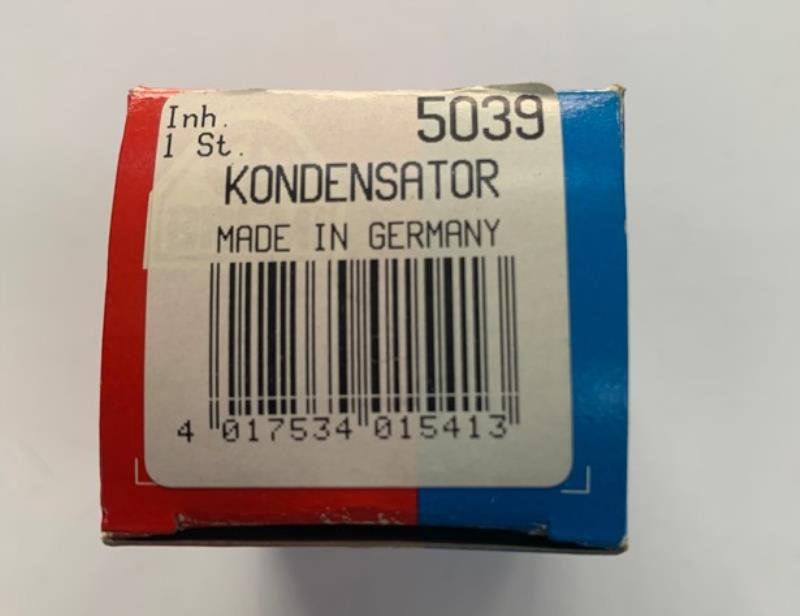 Inh.
1 St.
5039
KONDENSATOR
MADE IN GERMANY
4 017534 015413